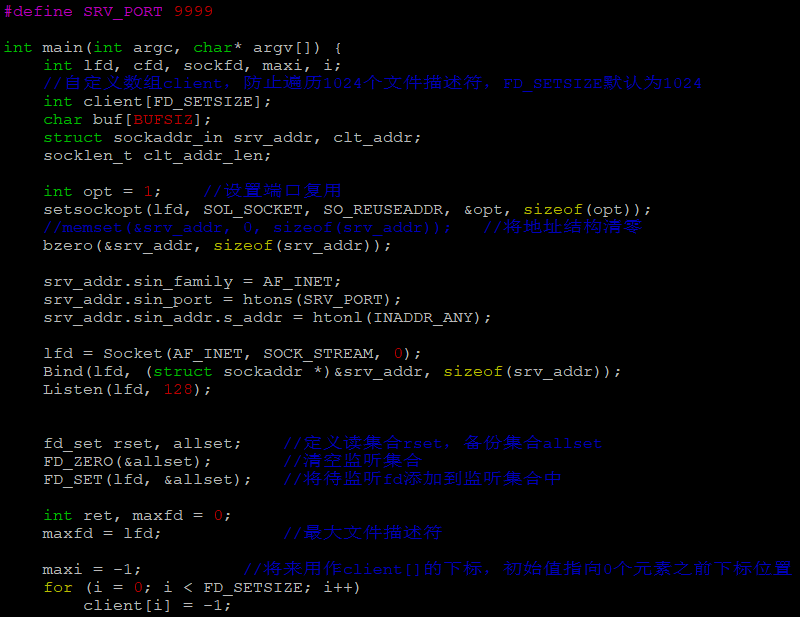 #define SRV_PORT 9999
int main(int argc, char* argv[]) {
int lfd, cfd, sockfd, maxi, i;
//自定义数组client，防止遍历1024个文件描述符，FD_SETSIZE默认为1024
int client[FD_SETSIZE];
char buf[BUFSIZ];
struct sockaddr_in srv_addr, clt_addr;
socklen_t clt_addr_len;
int opt = 1; //设置端口复用
setsockopt(lfd, SOL_SOCKET, SO_REUSEADDR, &opt, sizeof(opt));
//memset(&srv_addr, 0, sizeof(srv_addr)); //将地址结构清零
bzero(&srv_addr, sizeof(srv_addr));
srv_addr.sin_family = AF_INET;
srv_addr.sin_port = htons(SRV_PORT);
srv_addr.sin_addr.s_addr = htonl(INADDR_ANY);
lfd = Socket(AF_INET, SOCK_STREAM, 0);
Bind(lfd, (struct sockaddr *)&srv_addr, sizeof(srv_addr));
Listen(lfd, 128);
fd_set rset, allset; //定义读集合rset，备份集合allset
FD_ZERO(&allset); //清空监听集合
FD_SET(lfd, &allset); //将待监听fd添加到监听集合中
int ret, maxfd = 0;
maxfd = lfd; //最大文件描述符
maxi = -1; //将来用作client[]的下标，初始值指向0个元素之前下标位置
for (i = 0; i < FD_SETSIZE; i++)
client[i] = -1;